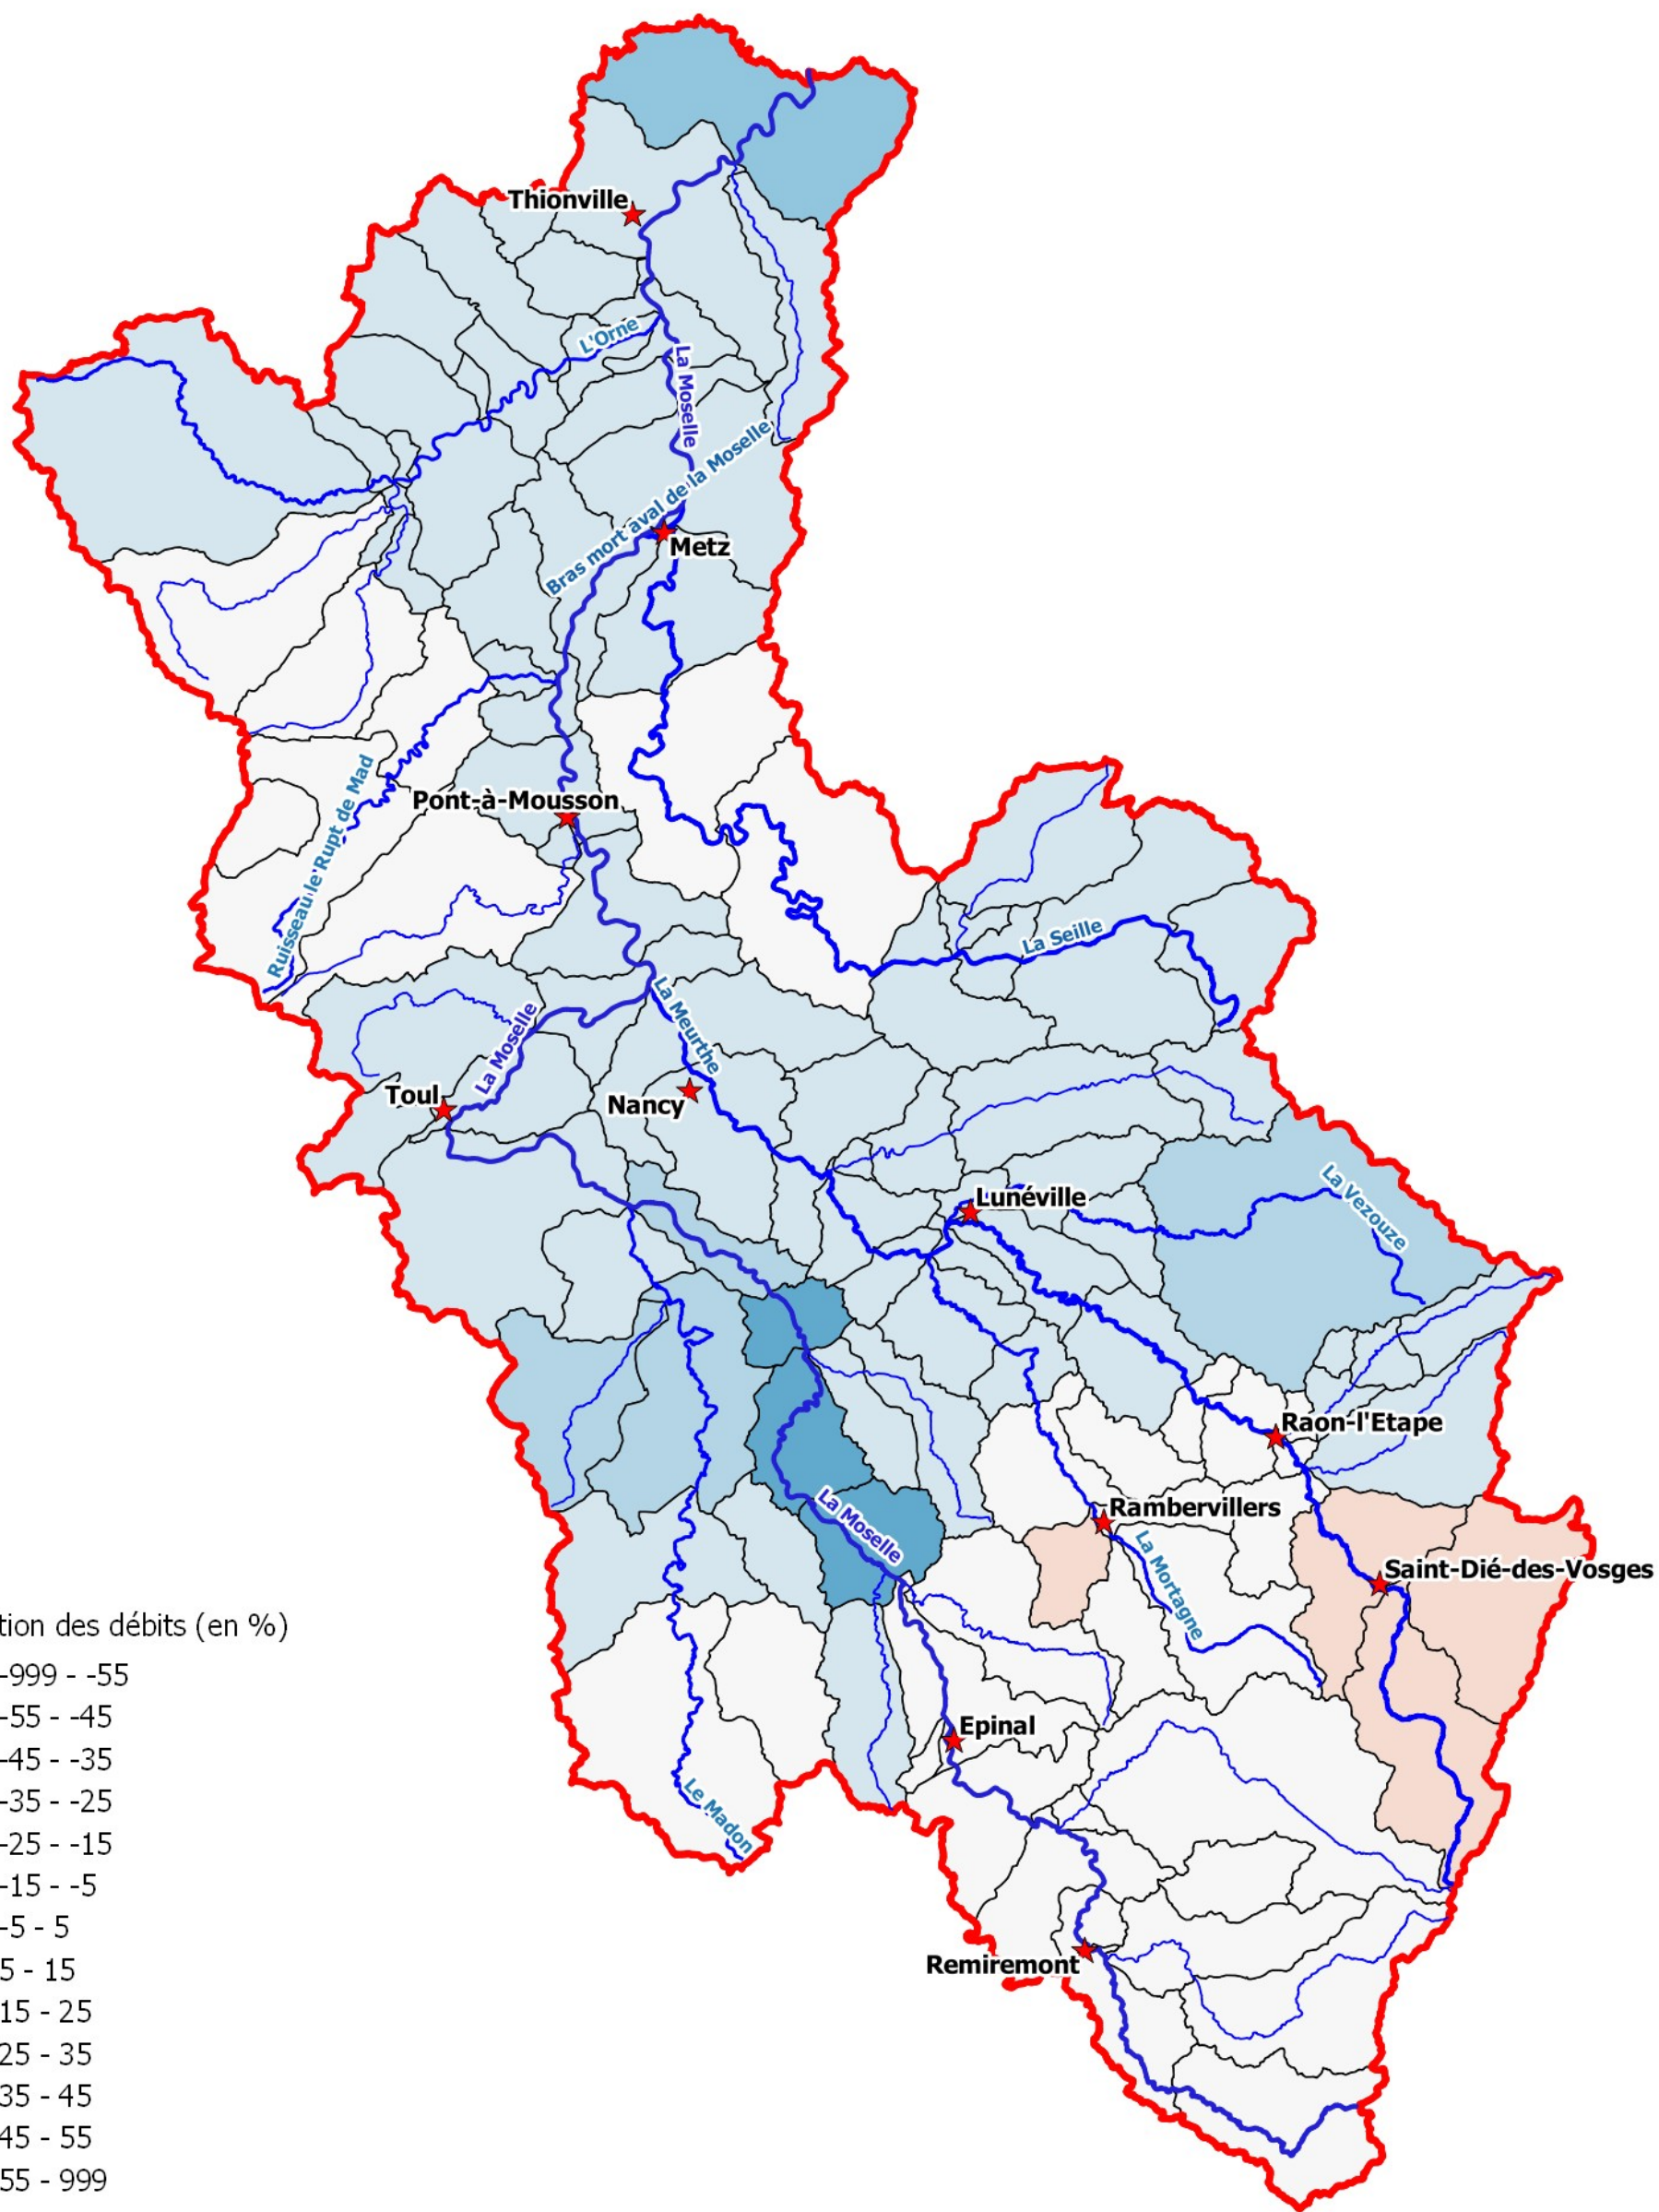 Thionville
L'Orne
La Moselle
Bras mort aval de la Moselle
Metz
Ruisseau le Rupt de Mad
Pont-à-Mousson
La Seille
La Moselle
La Meurthe
Toul
Nancy
Lunéville
La Vezouze
Raon-l'Etape
La Moselle
Rambervillers
La Mortagne
Saint-Dié-des-Vosges
Epinal
Le Madon
Remiremont
tion des débits (en %)
-999 - -55
-55 - -45
-45 - -35
-35 - -25
-25 - -15
-15 - -5
-5 - 5
5 - 15
15 - 25
25 - 35
35 - 45
45 - 55
55 - 999